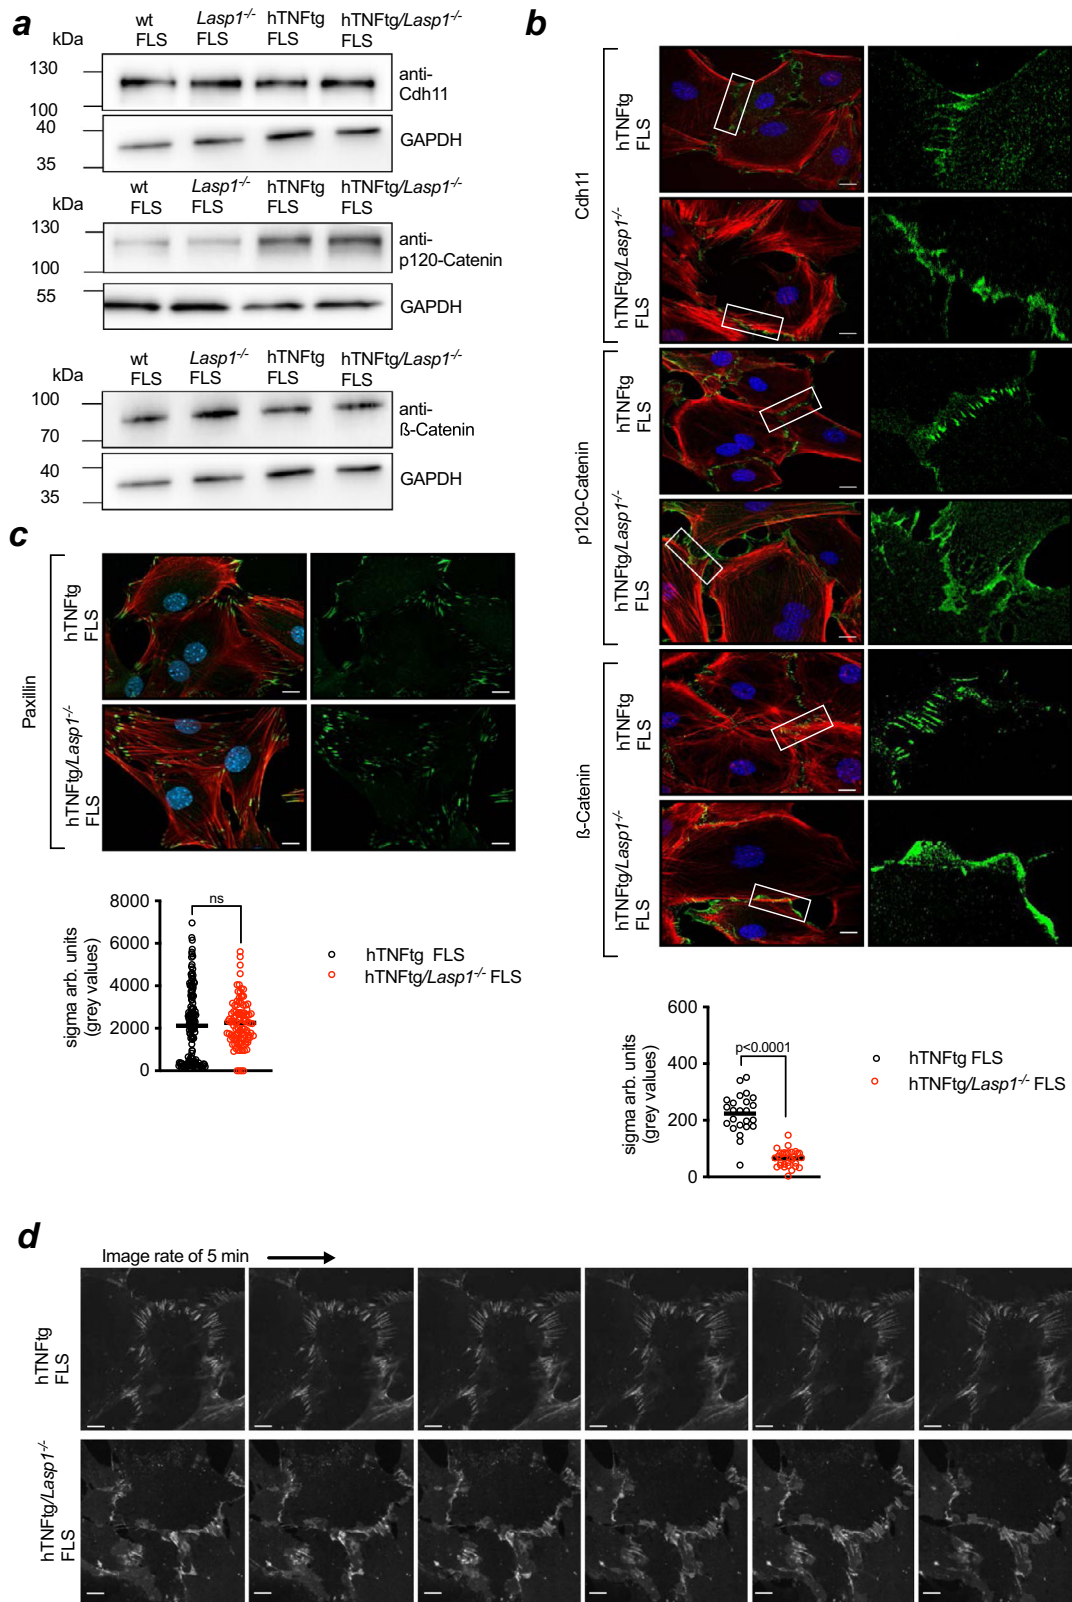 a
kDa
wt
FLS
Lasp1-/-
FLS
hTNFtg
FLS
hTNFtg/Lasp1-/-
FLS
130
100
anti-
Cdh11
40
35
GAPDH
kDa
wt
FLS
Lasp1-/-
FLS
hTNFtg
FLS
hTNFtg/Lasp1-/-
FLS
130
100
anti-
p120-Catenin
55
GAPDH
kDa
wt
FLS
Lasp1-/-
FLS
hTNFtg
FLS
hTNFtg/Lasp1-/-
FLS
100
70
anti-
ß-Catenin
40
35
GAPDH
b
Cdh11
hTNFtg
FLS
hTNFtg/Lasp1-/-
FLS
p120-Catenin
hTNFtg
FLS
hTNFtg/Lasp1-/-
FLS
ß-Catenin
hTNFtg
FLS
hTNFtg/Lasp1-/-
FLS
600
400
200
0
sigma arb. units
(grey values)
p<0.0001
hTNFtg FLS
hTNFtg/Lasp1-/- FLS
c
Paxillin
hTNFtg
FLS
hTNFtg/Lasp1-/-
FLS
8000
6000
4000
2000
0
sigma arb. units
(grey values)
ns
hTNFtg FLS
hTNFtg/Lasp1-/- FLS
d
Image rate of 5 min
hTNFtg
FLS
hTNFtg/Lasp1-/-
FLS